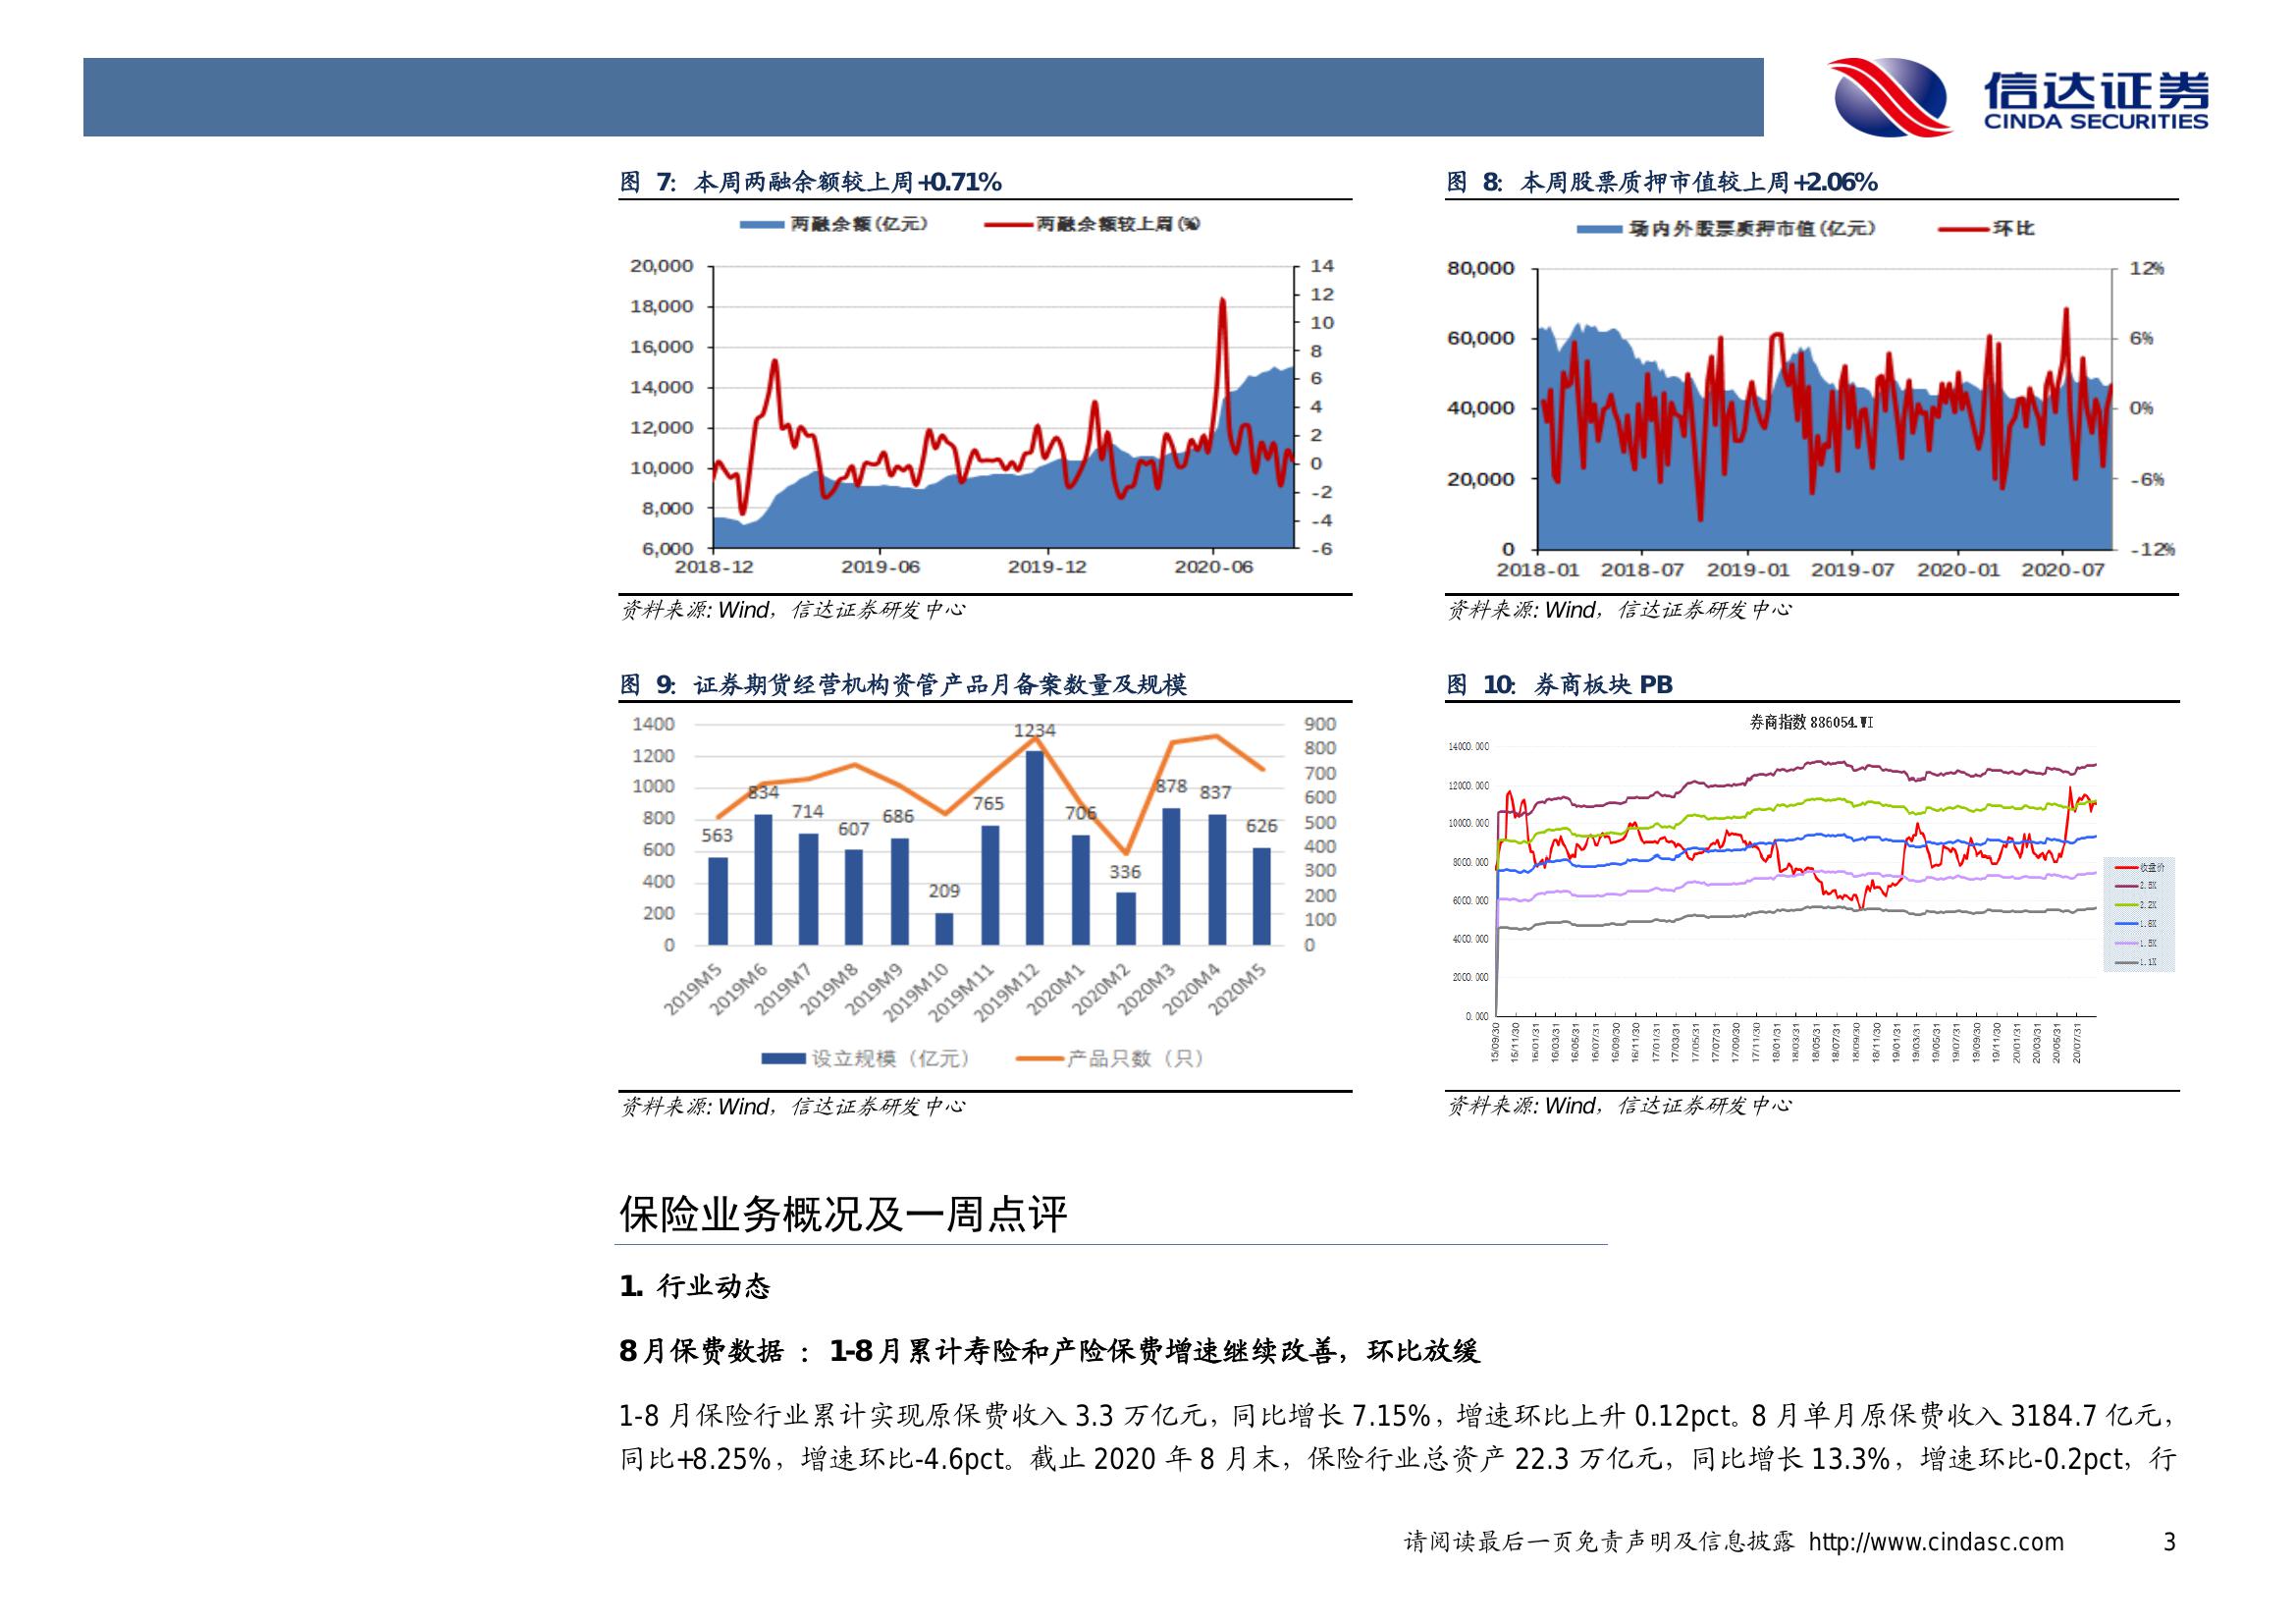 信达证券
CINDA SECURITIES
图 7: 本周两融余额较上周+0.71%
两融余额(亿元) 两融余额较上周(%)
20,000
18,000
16,000
14,000
12,000
10,000
8,000
6,000
14
12
10
8
6
4
2
0
-2
-4
-6
2018-12 2019-06 2019-12 2020-06
资料来源: Wind，信达证券研发中心
图 8: 本周股票质押市值较上周+2.06%
场内外股票质押市值(亿元) 环比
80,000
60,000
40,000
20,000
0
12%
6%
0%
-6%
-12%
2018-01 2018-07 2019-01 2019-07 2020-01 2020-07
资料来源: Wind，信达证券研发中心
图 9: 证券期货经营机构资管产品月备案数量及规模
1400
1200
1000
800
600
400
200
0
900
800
700
600
500
400
300
200
100
0
563 834 714 607 686 209 765 1234 706 336 878 837 626
2019M5 2019M6 2019M7 2019M8 2019M9 2019M10 2019M11 2019M12 2020M1 2020M2 2020M3 2020M4 2020M5
设立规模（亿元） 产品只数（只）
资料来源: Wind，信达证券研发中心
图 10: 券商板块 PB
券商指数 886054.WI
14000.000
12000.000
10000.000
8000.000
6000.000
4000.000
2000.000
0.000
15/09/30 15/11/30 16/01/31 16/03/31 16/05/31 16/07/31 16/09/30 16/11/30 17/01/31 17/03/31 17/05/31 17/07/31 17/09/30 17/11/30 18/01/31 18/03/31 18/05/31 18/07/31 18/09/30 18/11/30 19/01/31 19/03/31 19/05/31 19/07/31 19/09/30 19/11/30 20/01/31 20/03/31 20/05/31 20/07/31
收盘价
2.2X
1.1X
资料来源: Wind，信达证券研发中心
保险业务概况及一周点评
1. 行业动态
8月保费数据 ： 1-8月累计寿险和产险保费增速继续改善，环比放缓
1-8 月保险行业累计实现原保费收入 3.3 万亿元，同比增长 7.15%，增速环比上升 0.12pct。8 月单月原保费收入 3184.7 亿元，
同比+8.25%，增速环比-4.6pct。截止 2020 年 8 月末，保险行业总资产 22.3 万亿元，同比增长 13.3%，增速环比-0.2pct，行
请阅读最后一页免责声明及信息披露 http://www.cindasc.com 3